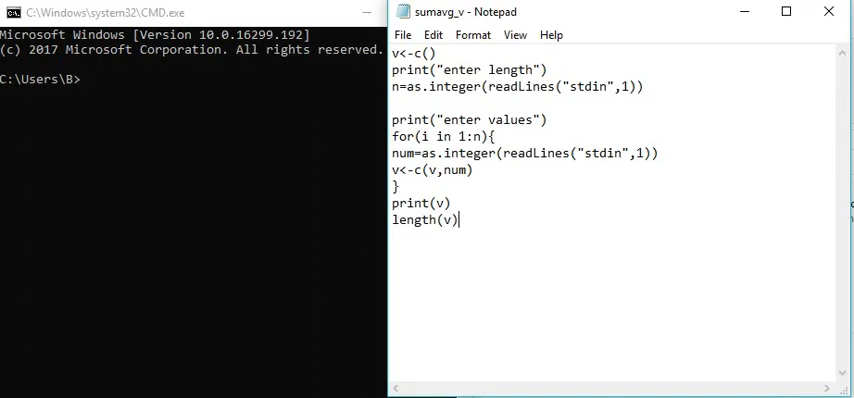 C:\Windows\system32\CMD.exe
Microsoft Windows [Version 10.0.16299.192]
(c) 2017 Microsoft Corporation. All rights reserved.
C:\Users\B>
sumavg_v - Notepad
File Edit Format View Help
v<-c()
print("enter length")
n=as.integer(readLines("stdin",1))
print("enter values")
for(i in 1:n){
num=as.integer(readLines("stdin",1))
v<-c(v,num)
}
print(v)
length(v)